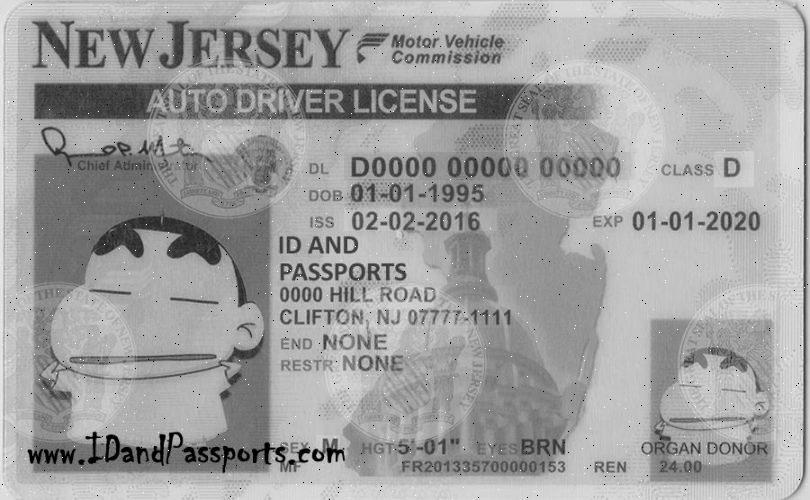 NEW JERSEY Motor Vehicle Commission
AUTO DRIVER LICENSE
Chief Administrator
DL D0000 00000 00000 CLASS D
DOB 01-01-1995
ISS 02-02-2016 EXP 01-01-2020
ID AND
PASSPORTS
0000 HILL ROAD
CLIFTON, NJ 07777-1111
END NONE
RESTR NONE
SEX M HGT 5'-01" EYES BRN ORGAN DONOR
www.IDandPassports.com
MF FR201335700000153 REN 24.00